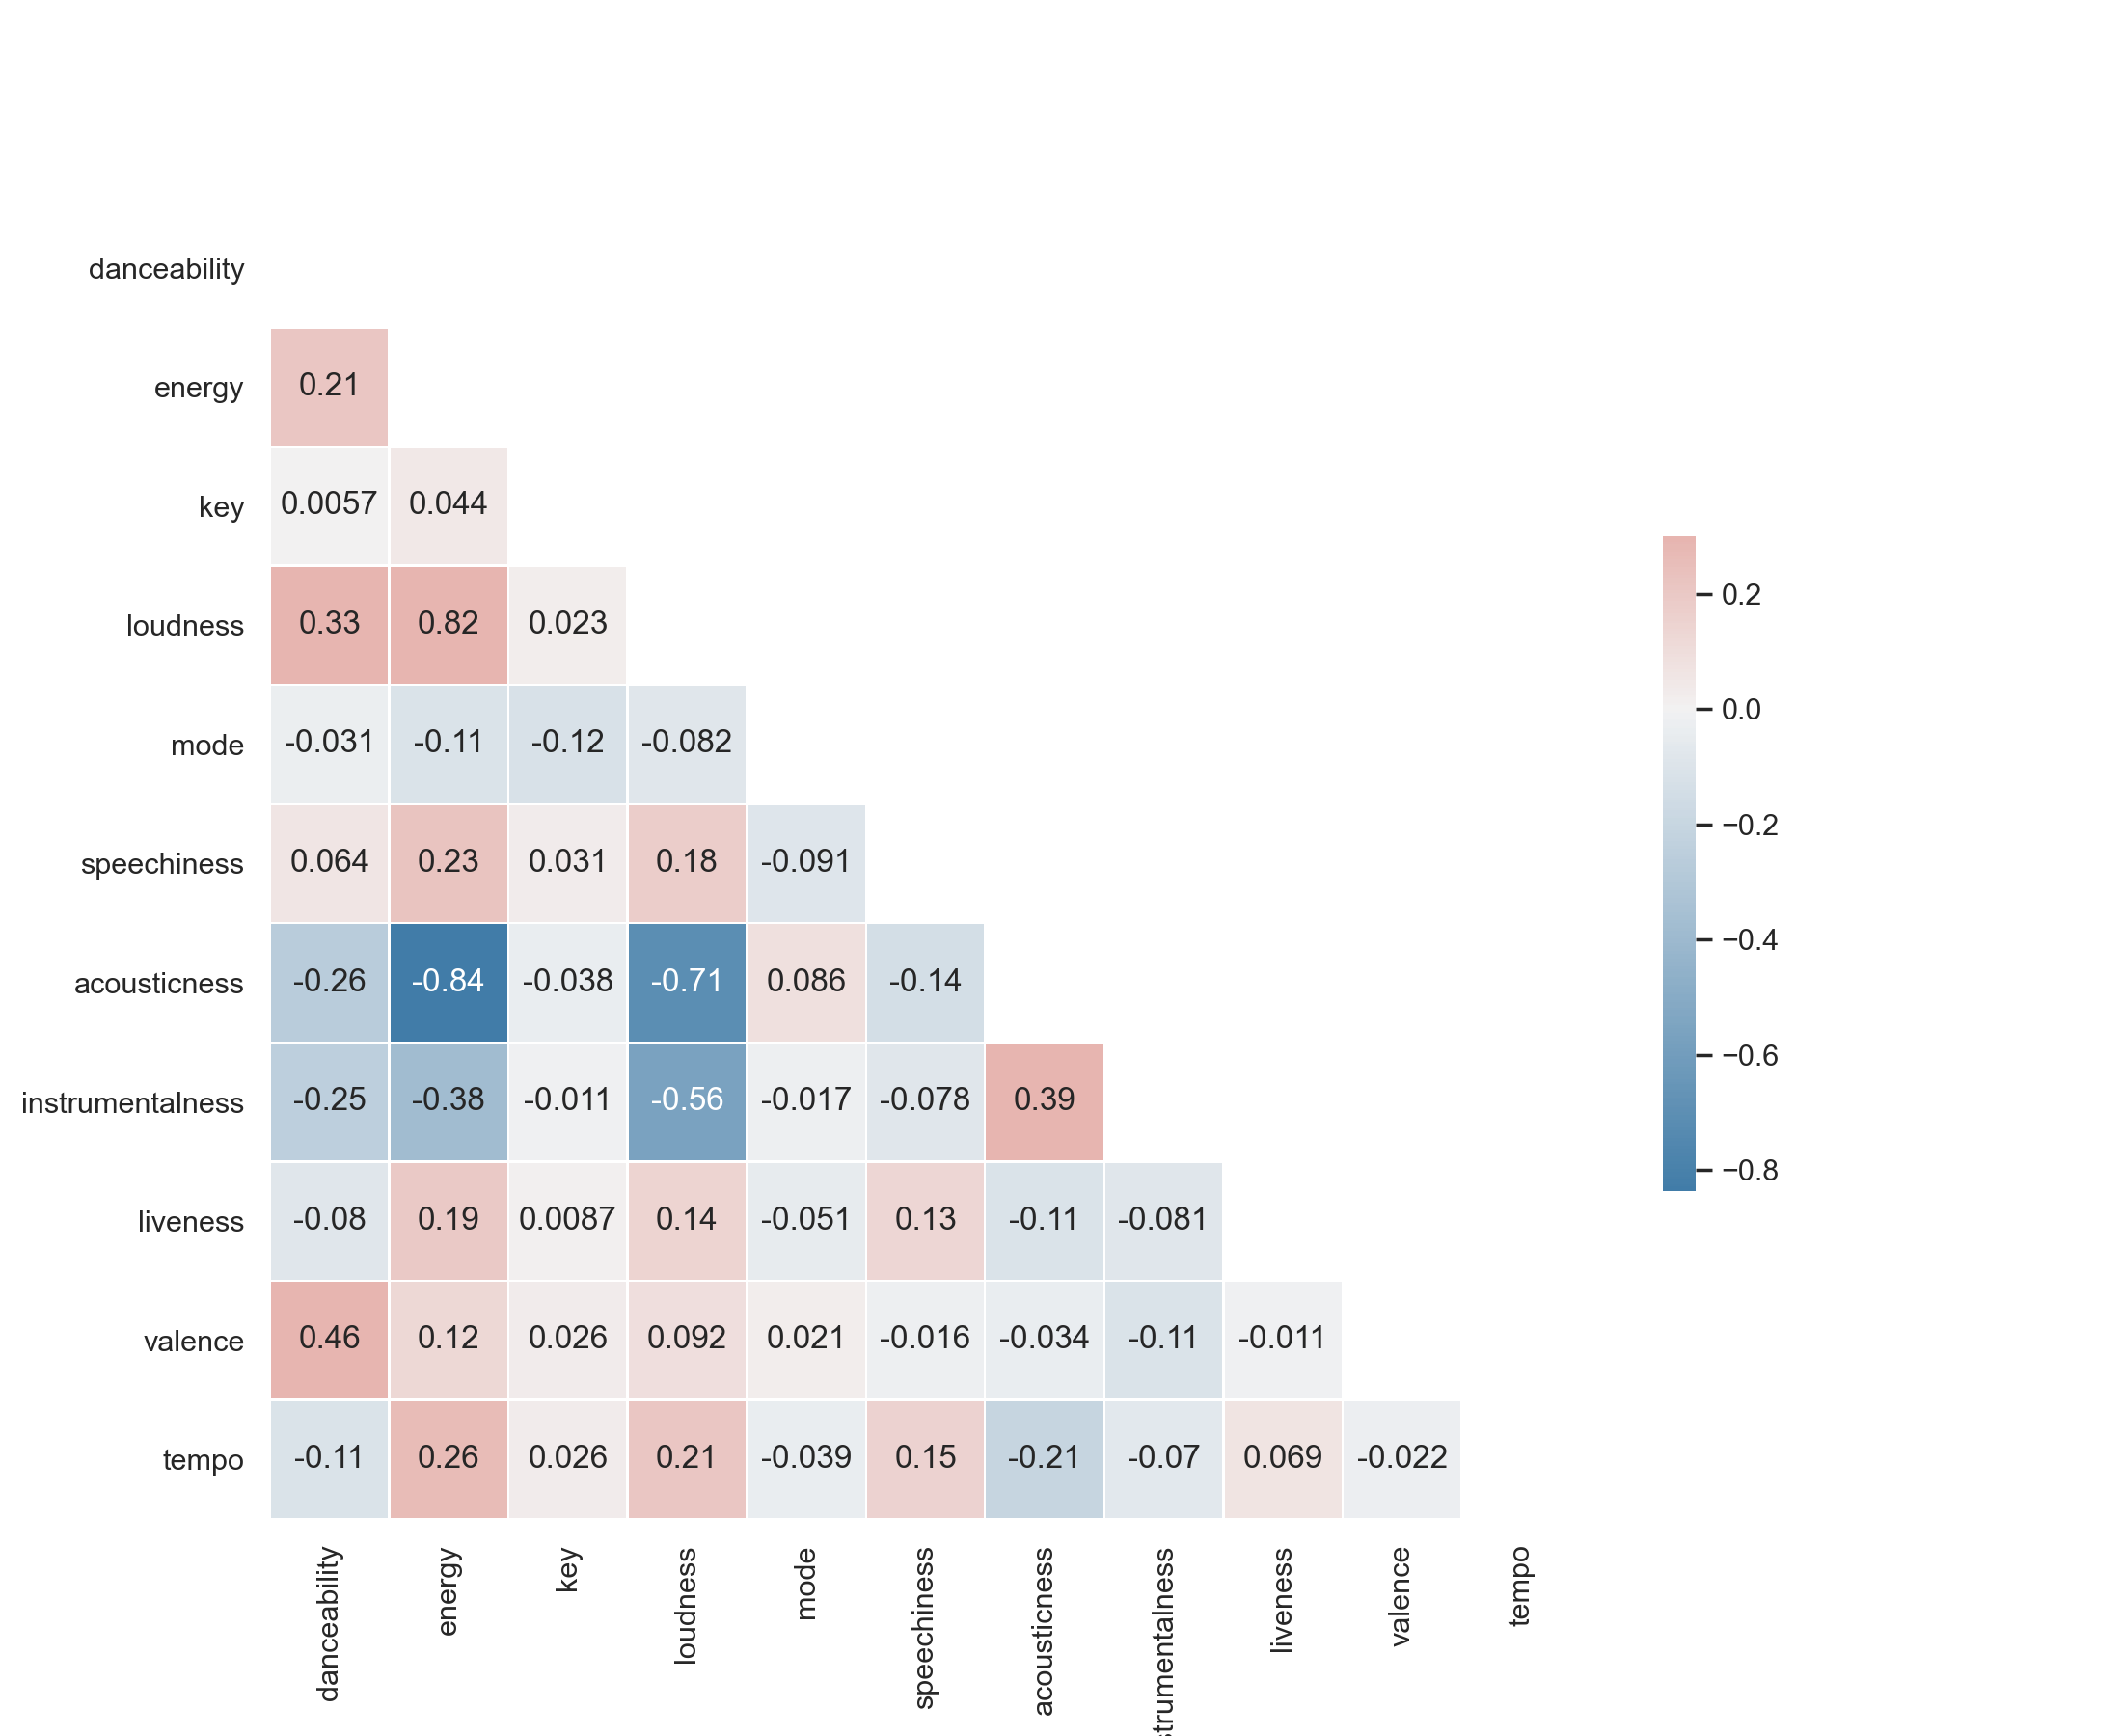 danceability
energy 0.21
key 0.0057 0.044
loudness 0.33 0.82 0.023
0.2
mode -0.031 -0.11 -0.12 -0.082
0.0
speechiness 0.064 0.23 0.031 0.18 -0.091
−0.2
acousticness -0.26 -0.84 -0.038 -0.71 0.086 -0.14
−0.4
instrumentalness -0.25 -0.38 -0.011 -0.56 -0.017 -0.078 0.39
−0.6
liveness -0.08 0.19 0.0087 0.14 -0.051 0.13 -0.11 -0.081
−0.8
valence 0.46 0.12 0.026 0.092 0.021 -0.016 -0.034 -0.11 -0.011
tempo -0.11 0.26 0.026 0.21 -0.039 0.15 -0.21 -0.07 0.069 -0.022
danceability
energy
key
loudness
mode
speechiness
acousticness
strumentalness
liveness
valence
tempo